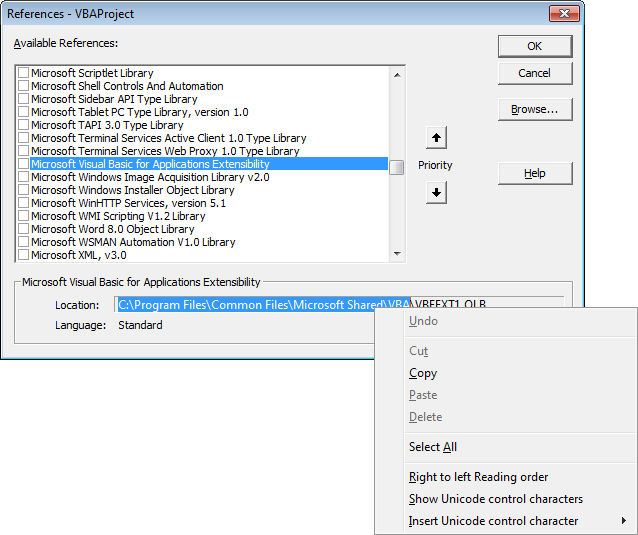 References - VBAProject
Available References:
Microsoft Scriptlet Library
Microsoft Shell Controls And Automation
Microsoft Sidebar API Type Library
Microsoft Tablet PC Type Library, version 1.0
Microsoft TAPI 3.0 Type Library
Microsoft Terminal Services Active Client 1.0 Type Library
Microsoft Terminal Services Web Proxy 1.0 Type Library
Microsoft Visual Basic for Applications Extensibility
Microsoft Windows Image Acquisition Library v2.0
Microsoft Windows Installer Object Library
Microsoft WinHTTP Services, version 5.1
Microsoft WMI Scripting V1.2 Library
Microsoft Word 8.0 Object Library
Microsoft WSMAN Automation V1.0 Library
Microsoft XML, v3.0
Priority
OK
Cancel
Browse...
Help
Microsoft Visual Basic for Applications Extensibility
Location: C:\Program Files\Common Files\Microsoft Shared\VBA\VBEEXT1.OLB
Language: Standard
Undo
Cut
Copy
Paste
Delete
Select All
Right to left Reading order
Show Unicode control characters
Insert Unicode control character